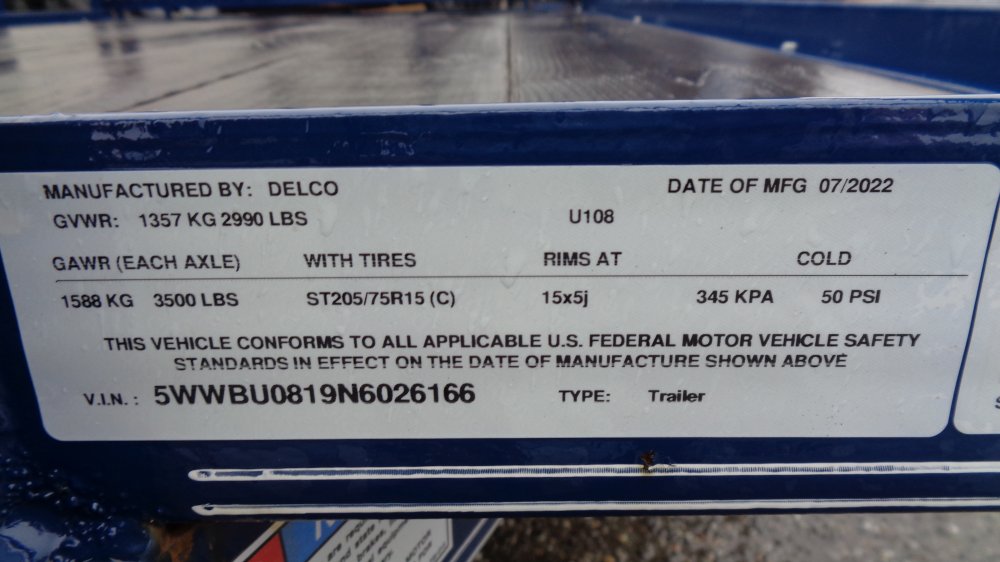 MANUFACTURED BY: DELCO DATE OF MFG 07/2022
GVWR: 1357 KG 2990 LBS U108
GAWR (EACH AXLE) WITH TIRES RIMS AT COLD
1588 KG 3500 LBS ST205/75R15 (C) 15x5j 345 KPA 50 PSI
THIS VEHICLE CONFORMS TO ALL APPLICABLE U.S. FEDERAL MOTOR VEHICLE SAFETY
STANDARDS IN EFFECT ON THE DATE OF MANUFACTURE SHOWN ABOVE
V.I.N. : 5WWBU0819N6026166 TYPE: Trailer